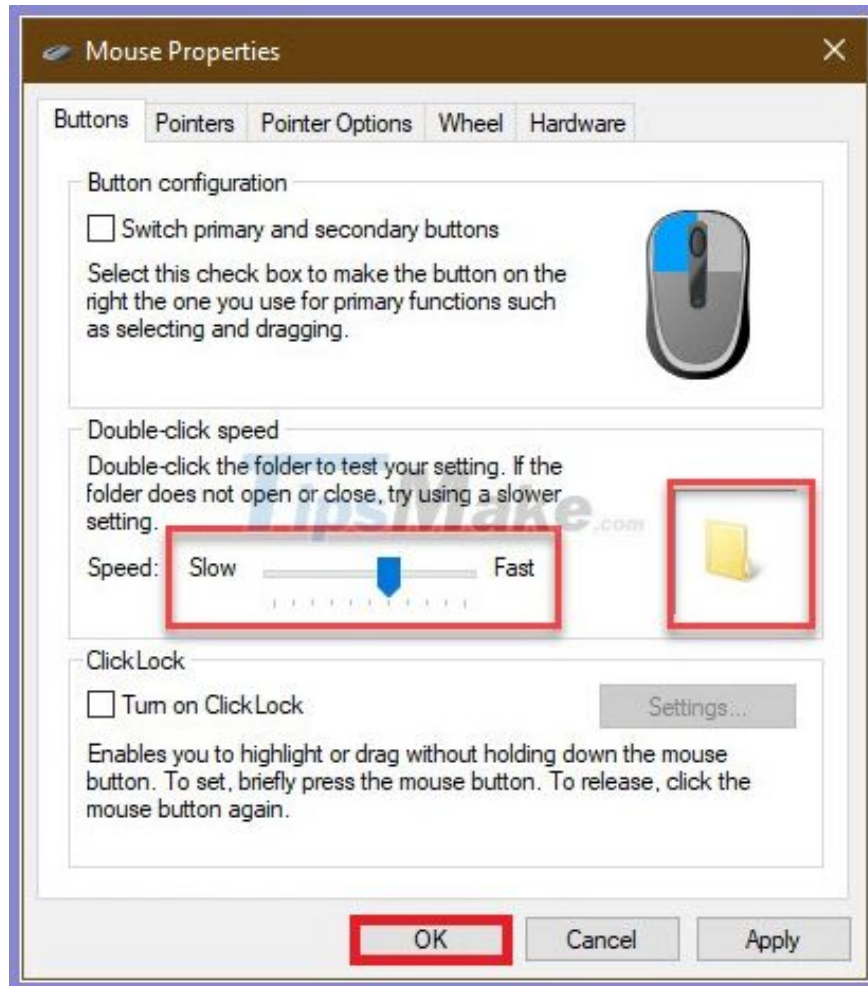 Mouse Properties
Buttons Pointers Pointer Options Wheel Hardware
Button configuration
Switch primary and secondary buttons
Select this check box to make the button on the
right the one you use for primary functions such
as selecting and dragging.
Double-click speed
Double-click the folder to test your setting. If the
folder does not open or close, try using a slower
setting.
TipsMake.com
Speed: Slow Fast
ClickLock
Turn on ClickLock
Settings...
Enables you to highlight or drag without holding down the mouse
button. To set, briefly press the mouse button. To release, click the
mouse button again.
OK Cancel Apply